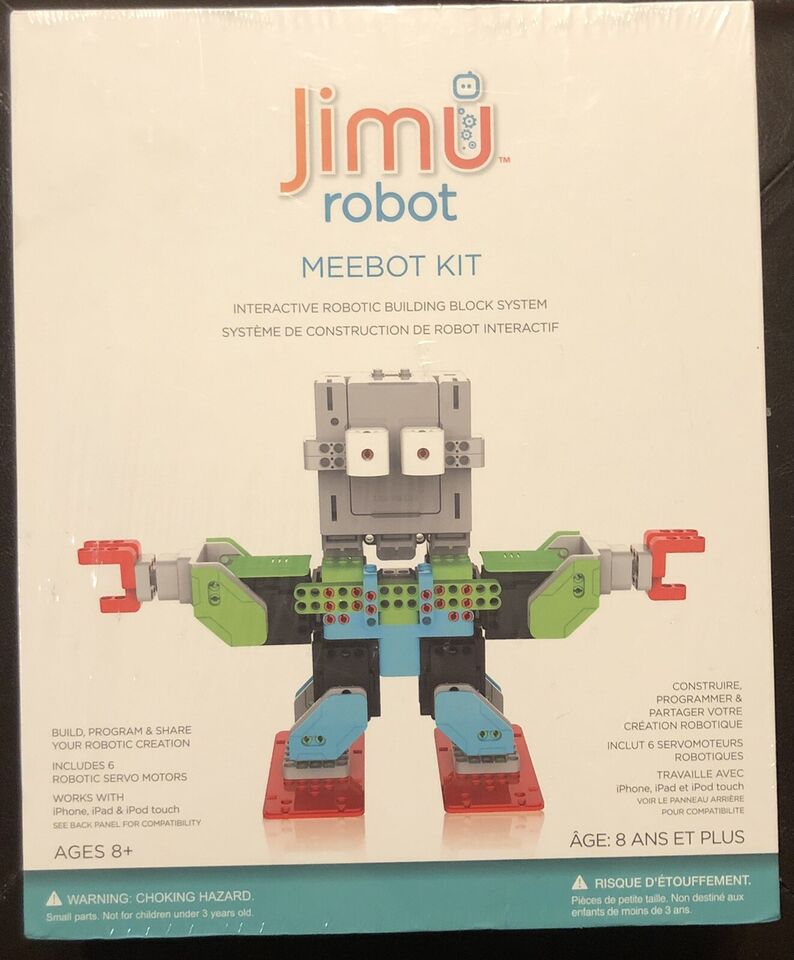 Jimu™
robot
MEEBOT KIT
INTERACTIVE ROBOTIC BUILDING BLOCK SYSTEM
SYSTÈME DE CONSTRUCTION DE ROBOT INTERACTIF
BUILD, PROGRAM & SHARE
YOUR ROBOTIC CREATION
INCLUDES 6
ROBOTIC SERVO MOTORS
WORKS WITH
iPhone, iPad & iPod touch
SEE BACK PANEL FOR COMPATIBILITY
AGES 8+
CONSTRUIRE,
PROGRAMMER &
PARTAGER VOTRE
CRÉATION ROBOTIQUE
INCLUT 6 SERVOMOTEURS
ROBOTIQUES
TRAVAILLE AVEC
iPhone, iPad et iPod touch
VOIR LE PANNEAU ARRIÈRE
POUR COMPATIBILITE
ÂGE: 8 ANS ET PLUS
WARNING: CHOKING HAZARD.
Small parts. Not for children under 3 years old.
RISQUE D'ÉTOUFFEMENT.
Pièces de petite taille. Non destiné aux
enfants de moins de 3 ans.